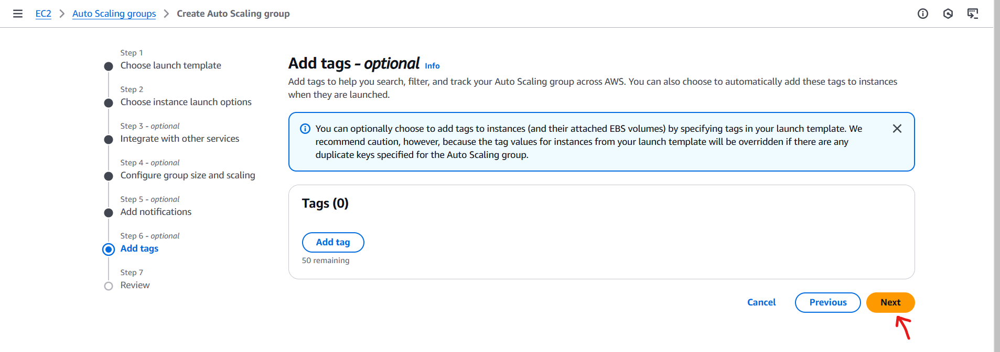 EC2 > Auto Scaling groups > Create Auto Scaling group
Step 1
Choose launch template
Step 2
Choose instance launch options
Step 3 - optional
Integrate with other services
Step 4 - optional
Configure group size and scaling
Step 5 - optional
Add notifications
Step 6 - optional
Add tags
Step 7
Review
Add tags - optional Info
Add tags to help you search, filter, and track your Auto Scaling group across AWS. You can also choose to automatically add these tags to instances
when they are launched.
You can optionally choose to add tags to instances (and their attached EBS volumes) by specifying tags in your launch template. We
recommend caution, however, because the tag values for instances from your launch template will be overridden if there are any
duplicate keys specified for the Auto Scaling group.
Tags (0)
Add tag
50 remaining
Cancel Previous Next